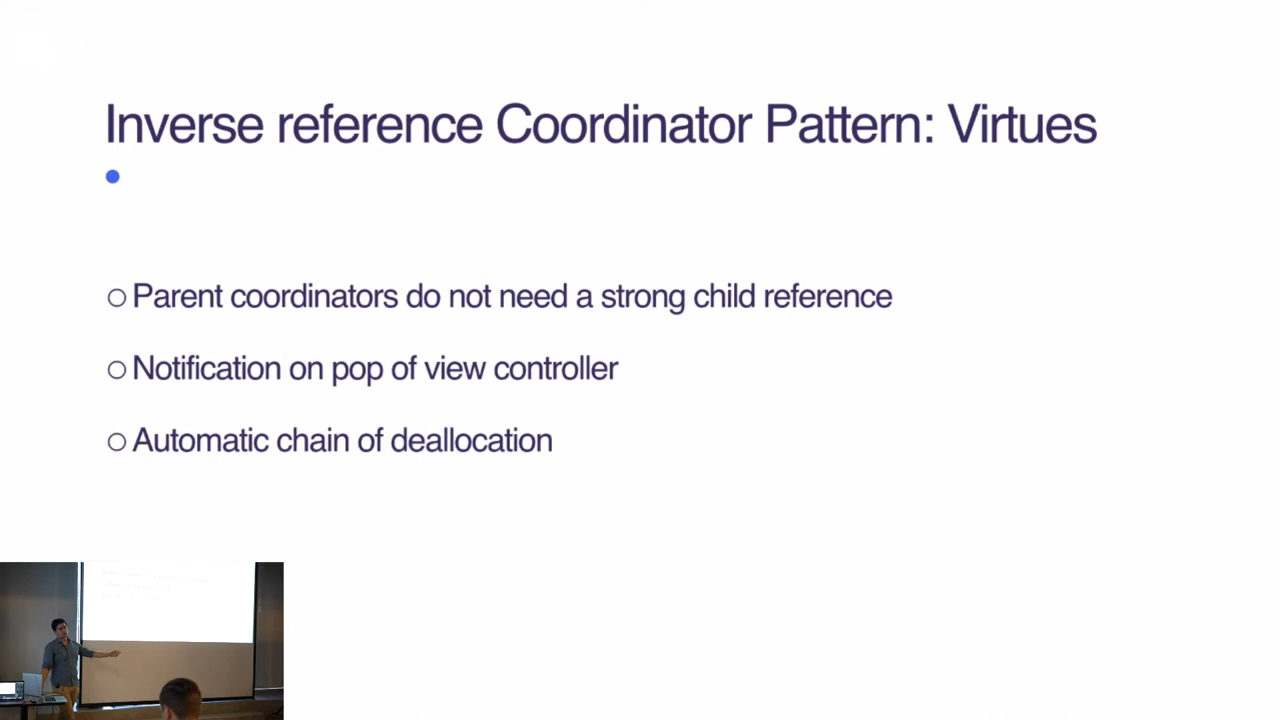 Inverse reference Coordinator Pattern: Virtues
Parent coordinators do not need a strong child reference
Notification on pop of view controller
Automatic chain of deallocation